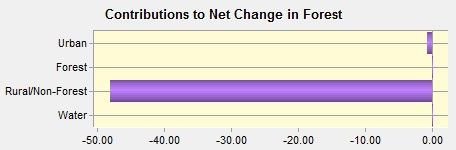 Contributions to Net Change in Forest
Urban
Forest
Rural/Non-Forest
Water
-50.00 -40.00 -30.00 -20.00 -10.00 0.00